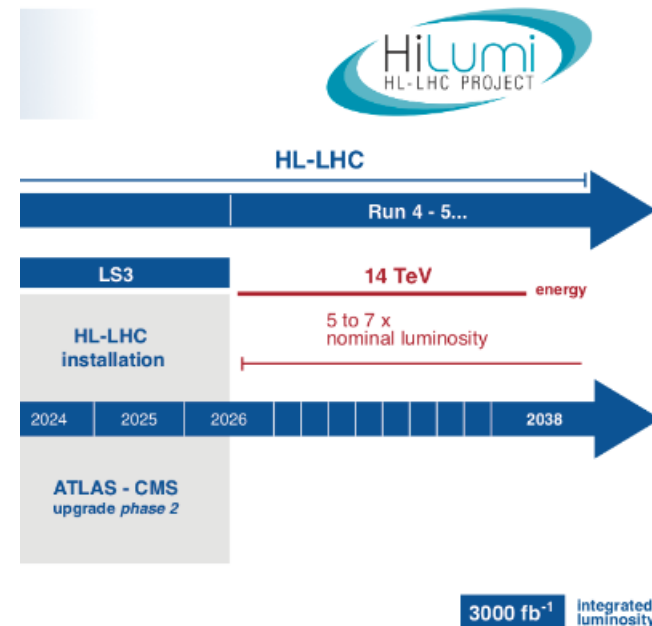 HiLumi
HL-LHC PROJECT
HL-LHC
Run 4 - 5...
LS3
14 TeV
energy
HL-LHC
installation
5 to 7 x
nominal luminosity
2024 2025 2026 2038
ATLAS - CMS
upgrade phase 2
3000 fb⁻¹
integrated
luminosity